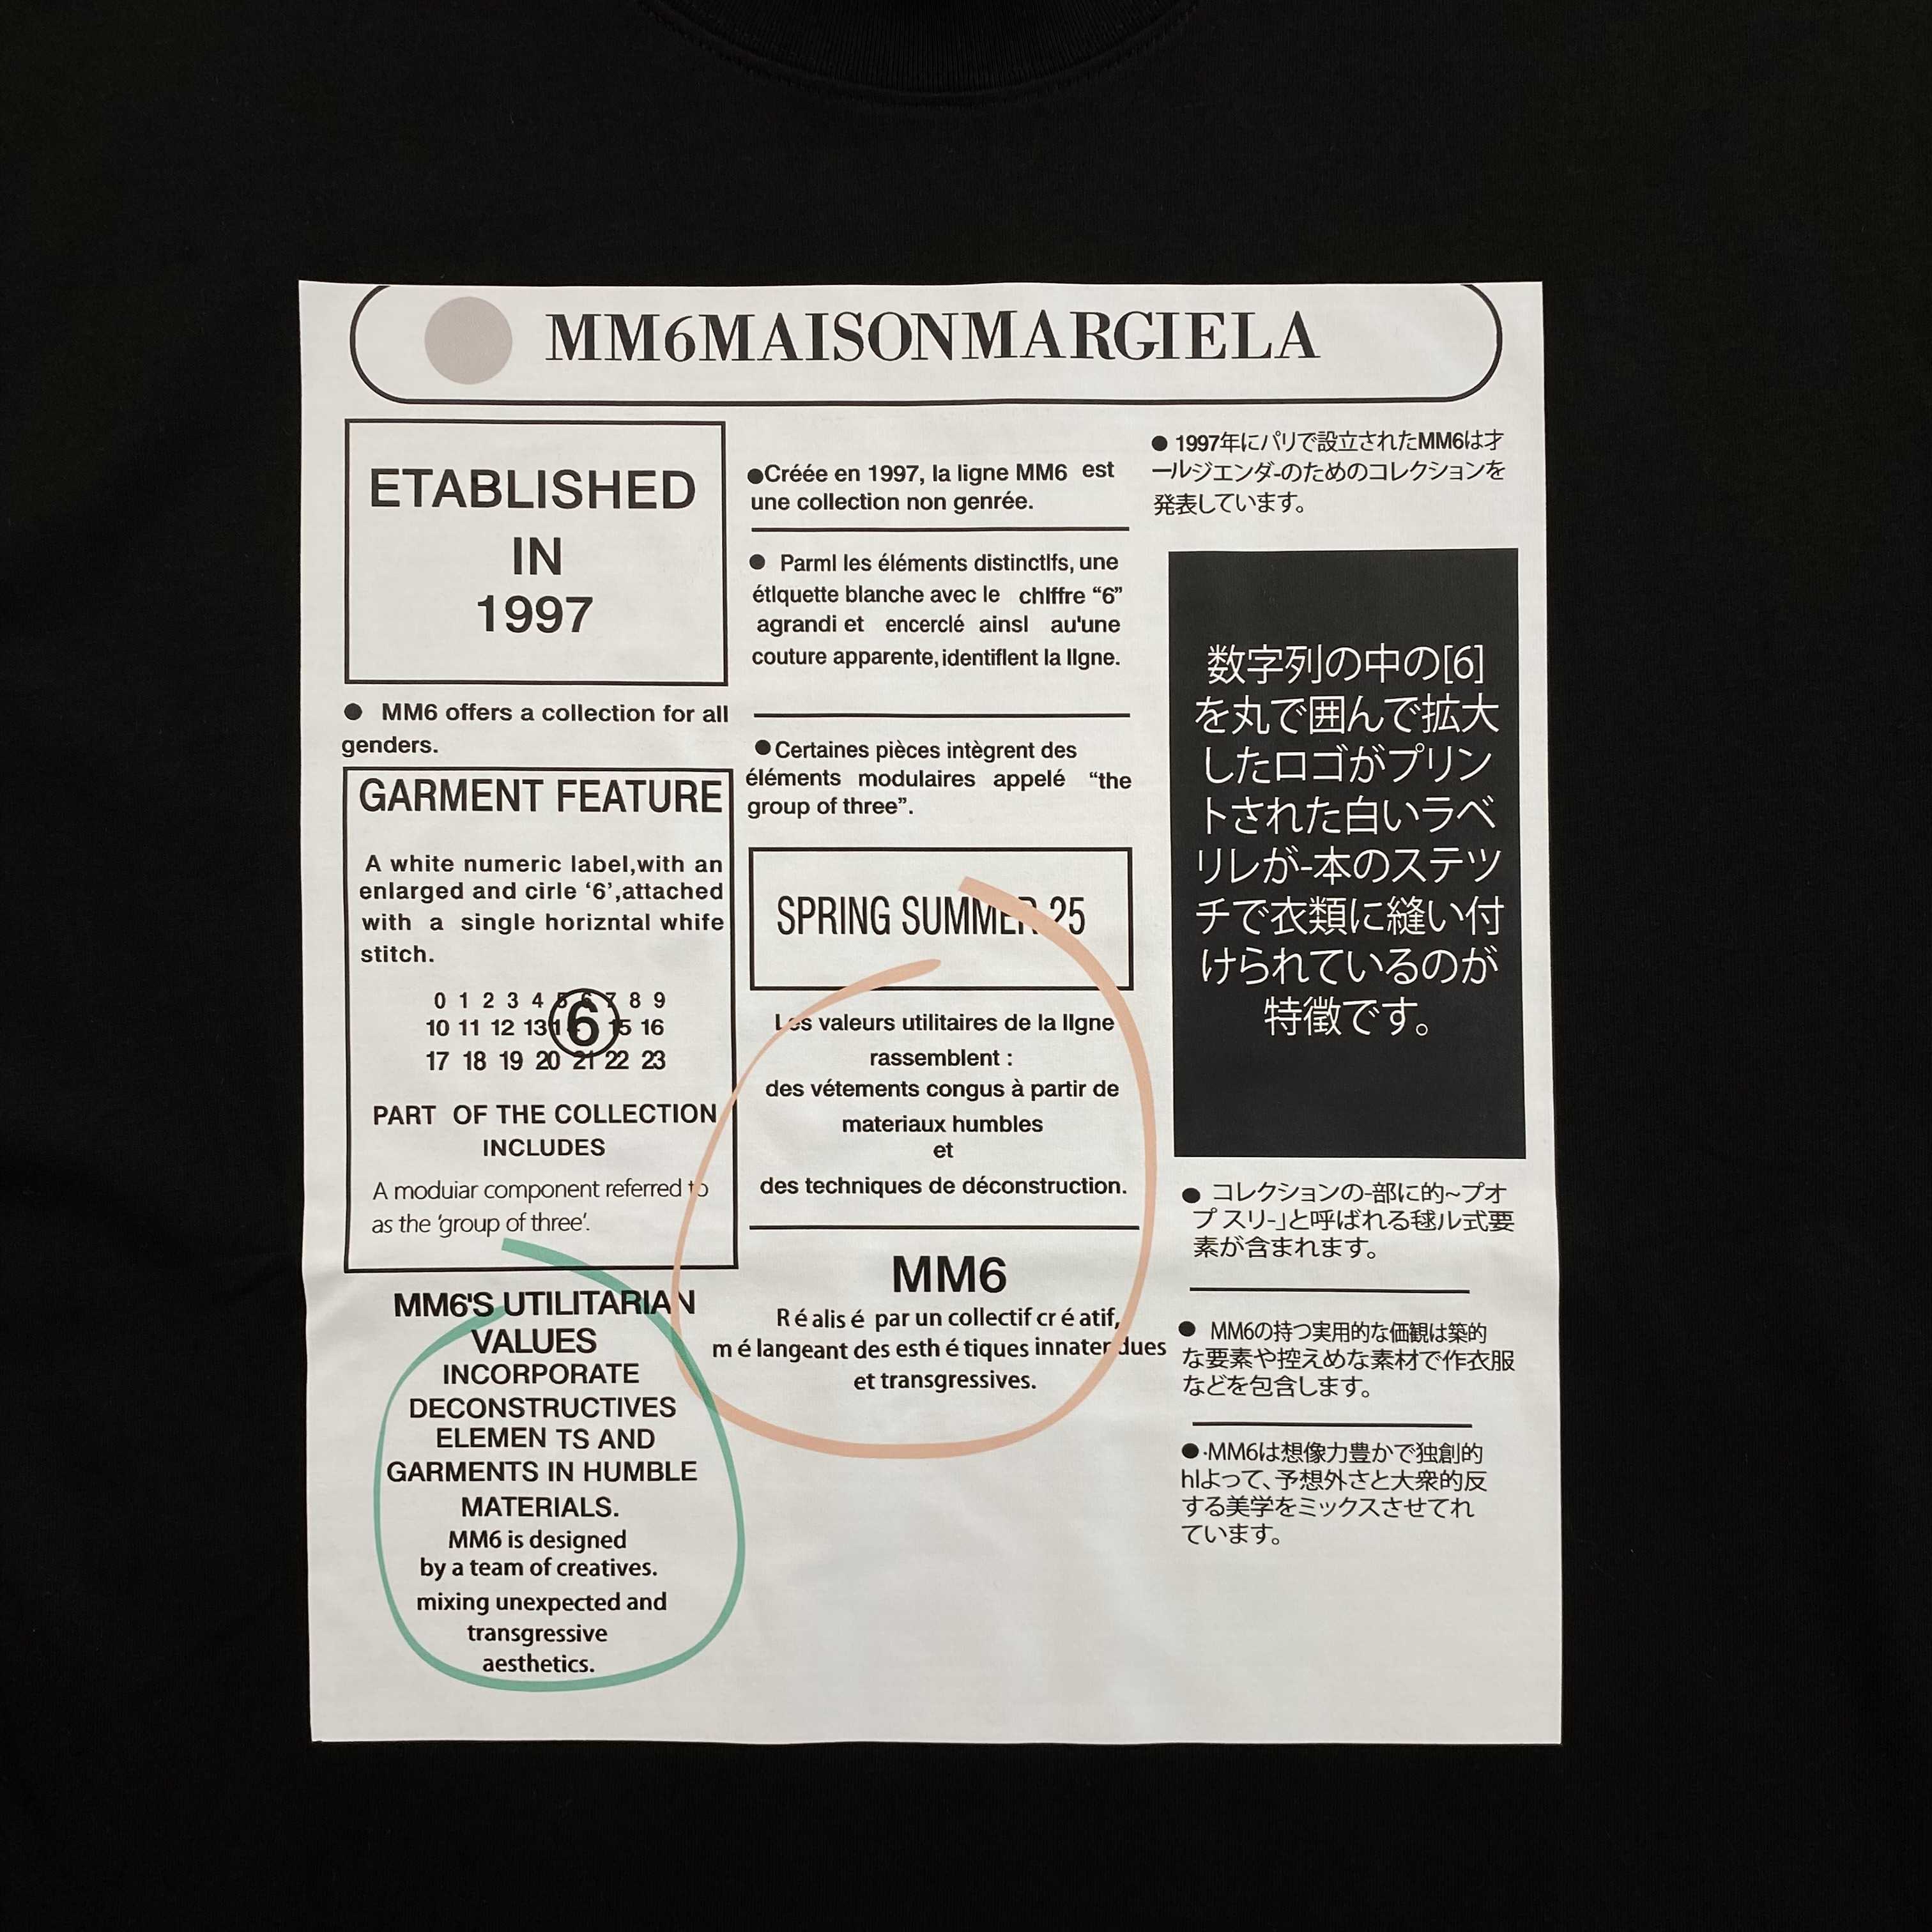 MM6MAISONMARGIELA
ETABLISHED
IN
1997
● MM6 offers a collection for all
genders.
GARMENT FEATURE
A white numeric label,with an
enlarged and cirle ‘6’,attached
with a single horizntal whife
stitch.
0 1 2 3 4 5 6 7 8 9
10 11 12 13 1 6 15 16
17 18 19 20 21 22 23
PART OF THE COLLECTION
INCLUDES
A moduiar component referred to
as the ‘group of three’.
MM6'S UTILITARIAN
VALUES
INCORPORATE
DECONSTRUCTIVES
ELEMEN TS AND
GARMENTS IN HUMBLE
MATERIALS.
MM6 is designed
by a team of creatives.
mixing unexpected and
transgressive
aesthetics.
●Créée en 1997, la ligne MM6 est
une collection non genrée.
● Parml les éléments distinctlfs, une
étlquette blanche avec le chlffre “6”
agrandi et encerclé ainsl au'une
couture apparente, identiflent la llgne.
●Certaines pièces intègrent des
éléments modulaires appelé “the
group of three”.
SPRING SUMMER 25
Les valeurs utilitaires de la llgne
rassemblent :
des vétements congus à partir de
materiaux humbles
et
des techniques de déconstruction.
MM6
R é alis é par un collectif cr é atif,
m é langeant des esth é tiques innatendues
et transgressives.
● 1997年にパリで設立されたMM6はオ
ールジエンダ-のためのコレクションを
発表しています。
数字列の中の[6]
を丸で囲んで拡大
したロゴがプリン
トされた白いラベ
リレが-本のステツ
チで衣類に縫い付
けられているのが
特徴です。
● コレクションの-部に的~プオ
プ スリ-」と呼ばれる毬ル式要
素が含まれます。
● MM6の持つ実用的な価観は築的
な要素や控えめな素材で作衣服
などを包含します。
●·MM6は想像力豊かで独創的
hlよって、予想外さと大衆的反
する美学をミックスさせてれ
ています。